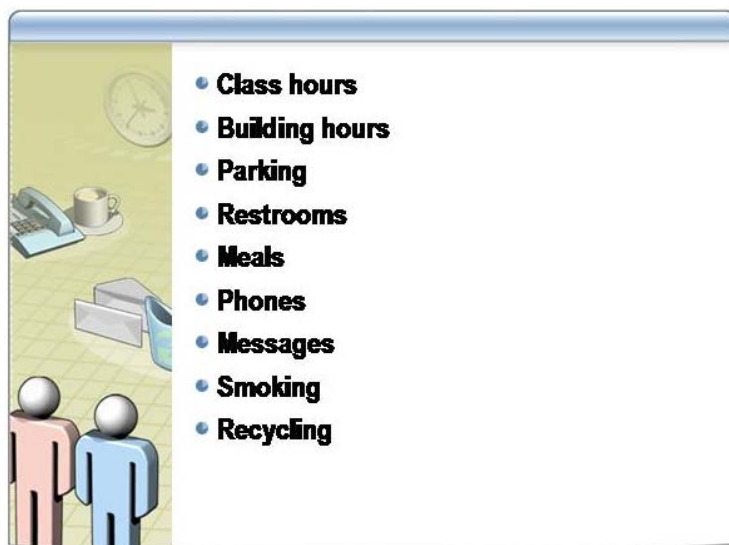 Class hours
Building hours
Parking
Restrooms
Meals
Phones
Messages
Smoking
Recycling